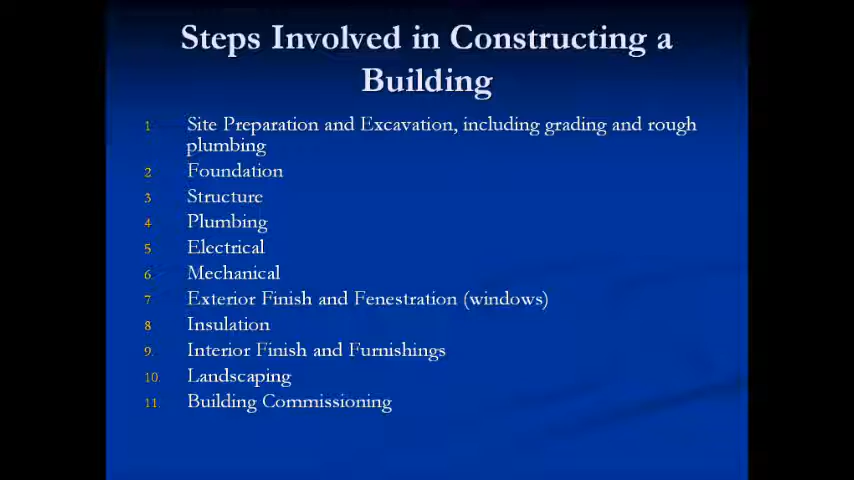 Steps Involved in Constructing a
Building
1. Site Preparation and Excavation, including grading and rough
plumbing
2. Foundation
3. Structure
4. Plumbing
5. Electrical
6. Mechanical
7. Exterior Finish and Fenestration (windows)
8. Insulation
9. Interior Finish and Furnishings
10. Landscaping
11. Building Commissioning